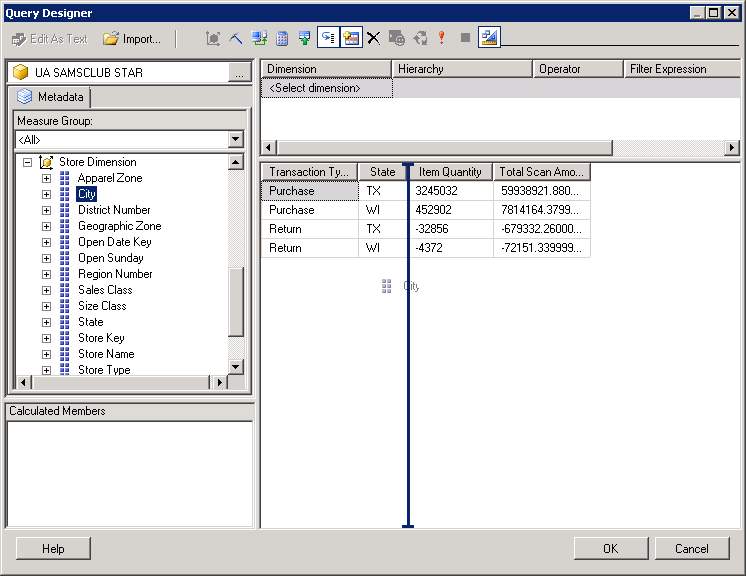 Query Designer
Edit As Text Import...
UA SAMSCLUB STAR ...
Metadata
Measure Group:
<All>
Store Dimension
Apparel Zone
City
District Number
Geographic Zone
Open Date Key
Open Sunday
Region Number
Sales Class
Size Class
State
Store Key
Store Name
Store Type
Calculated Members
Dimension Hierarchy Operator Filter Expression
<Select dimension>
Transaction Ty... State Item Quantity Total Scan Amo...
Purchase TX 3245032 59938921.880...
Purchase WI 452902 7814164.3799...
Return TX -32856 -679332.26000...
Return WI -4372 -72151.339999...
City
Help OK Cancel